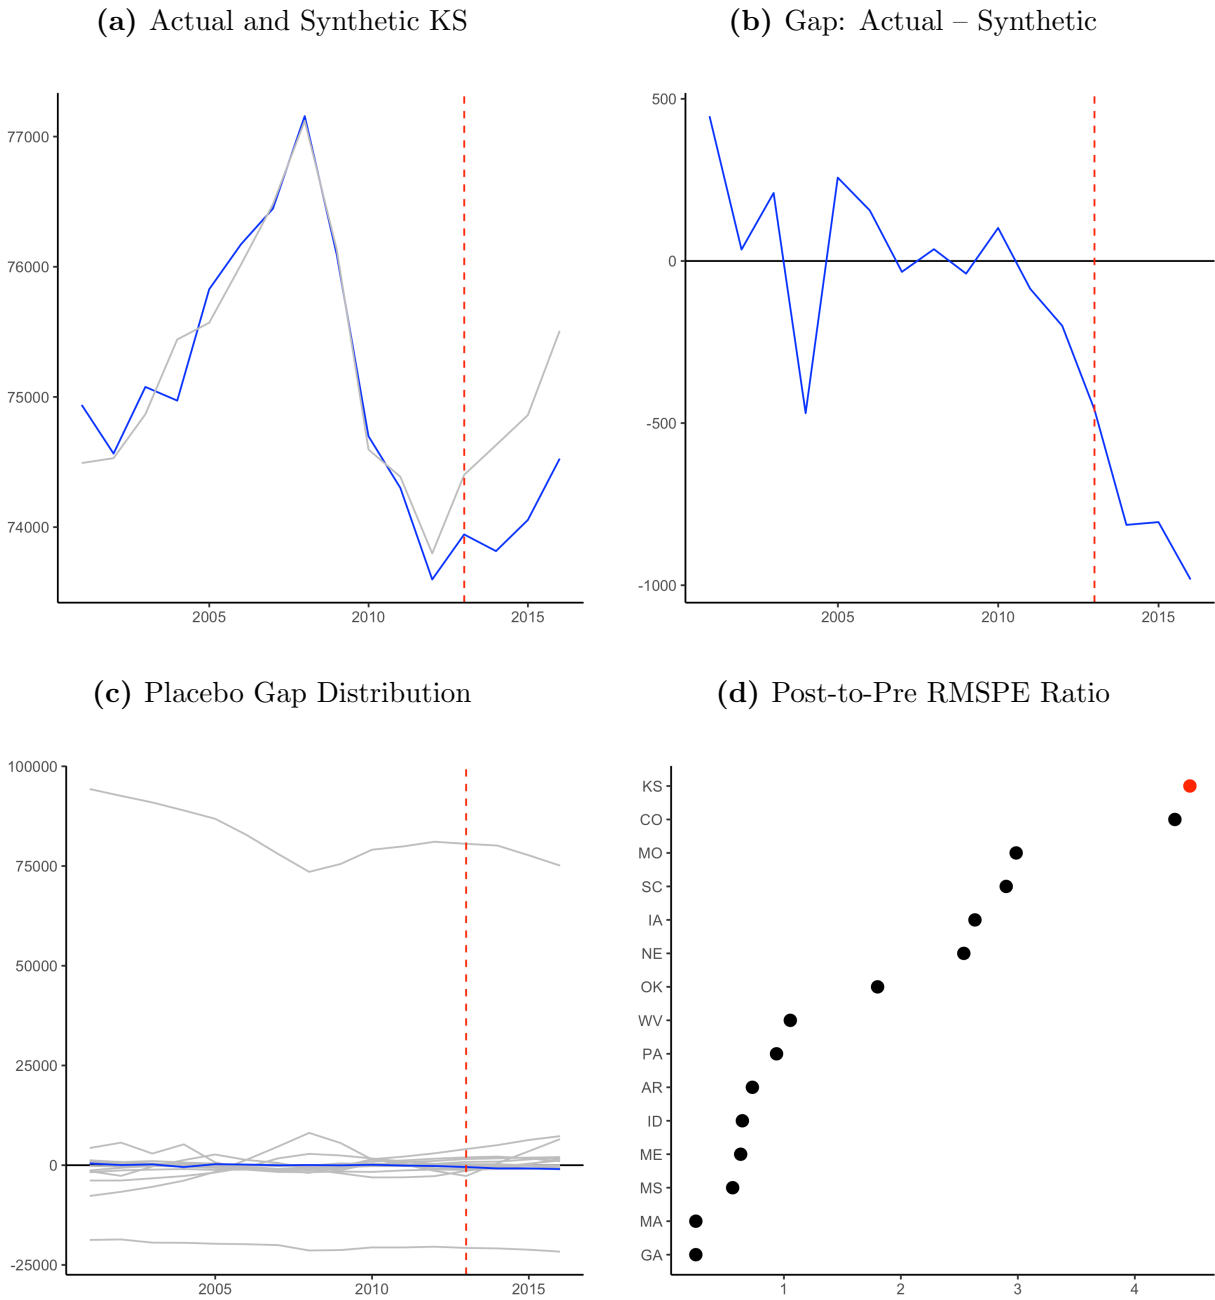 (a) Actual and Synthetic KS
77000
76000
75000
74000
2005 2010 2015
(b) Gap: Actual – Synthetic
500
0
-500
-1000
2005 2010 2015
(c) Placebo Gap Distribution
100000
75000
50000
25000
0
-25000
2005 2010 2015
(d) Post-to-Pre RMSPE Ratio
KS
CO
MO
SC
IA
NE
OK
WV
PA
AR
ID
ME
MS
MA
GA
1 2 3 4